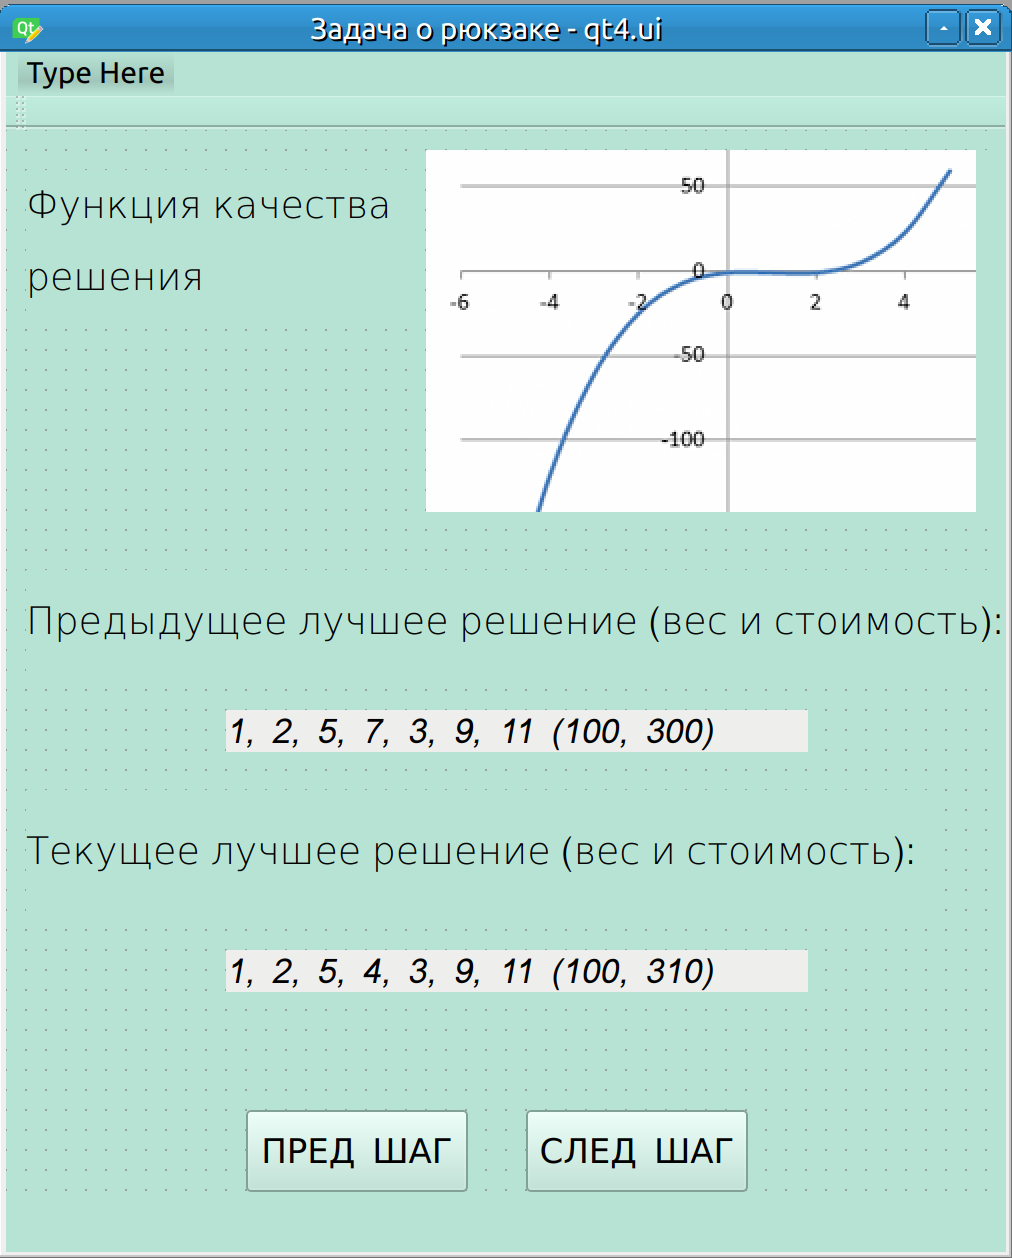 Qt
Задача о рюкзаке - qt4.ui
Type Here
Функция качества
решения
50
0
-6 -4 -2 0 2 4
-50
-100
Предыдущее лучшее решение (вес и стоимость):
1, 2, 5, 7, 3, 9, 11 (100, 300)
Текущее лучшее решение (вес и стоимость):
1, 2, 5, 4, 3, 9, 11 (100, 310)
ПРЕД ШАГ СЛЕД ШАГ